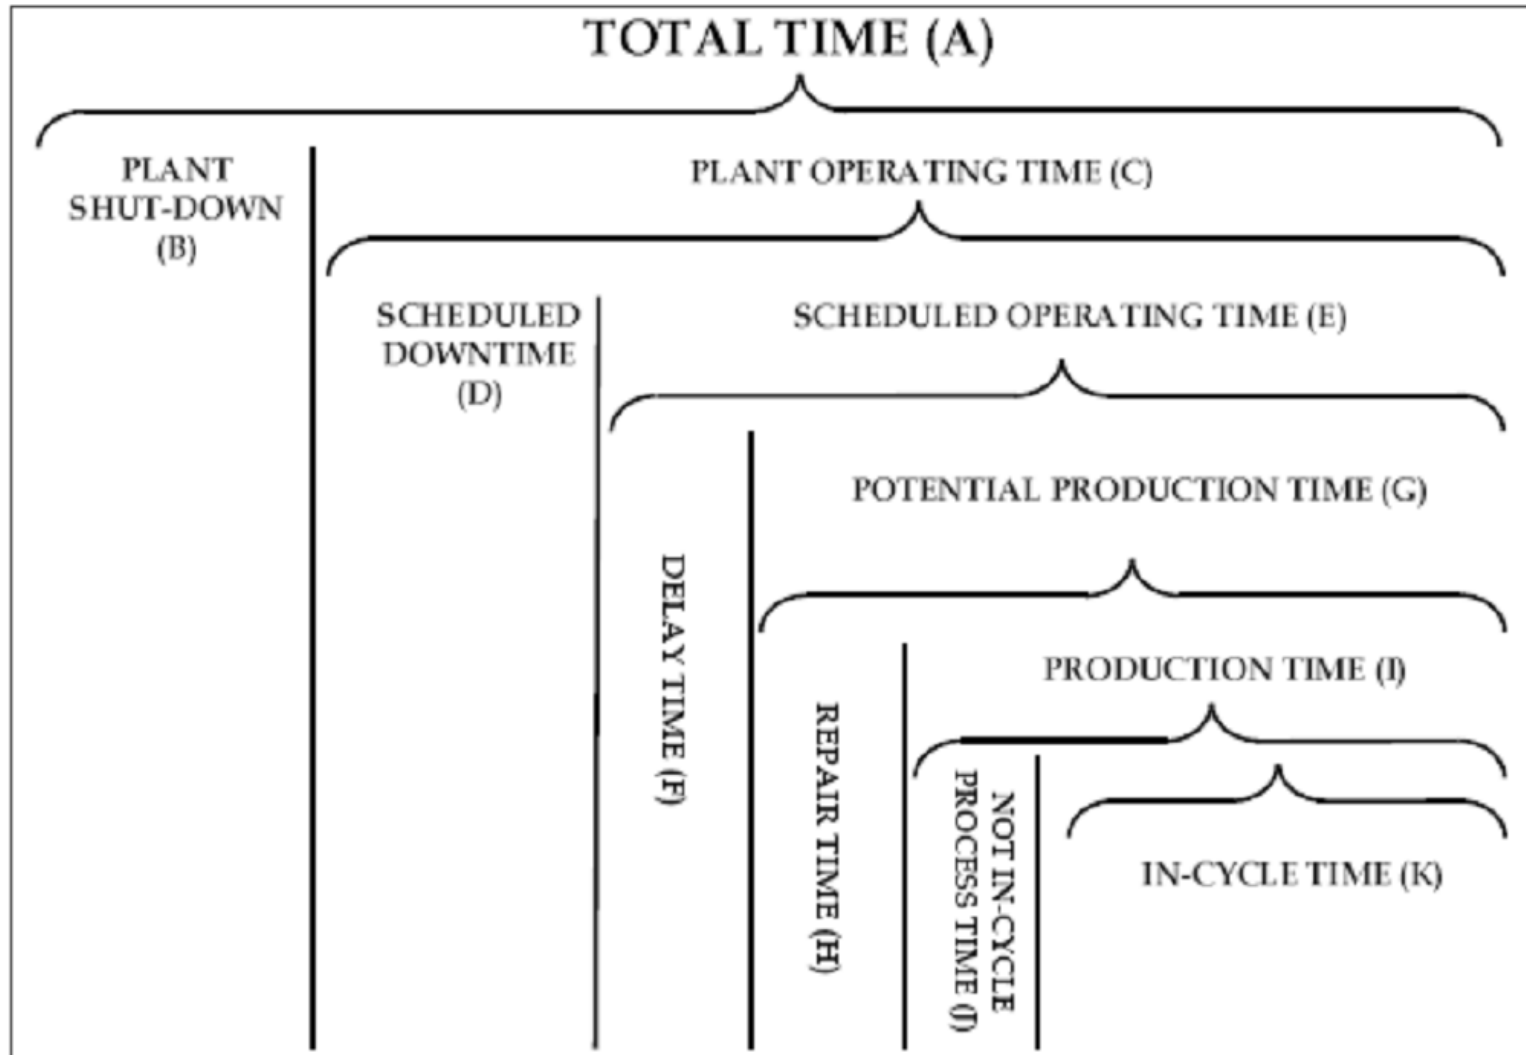 TOTAL TIME (A)
PLANT
SHUT-DOWN
(B)
PLANT OPERATING TIME (C)
SCHEDULED
DOWNTIME
(D)
SCHEDULED OPERATING TIME (E)
POTENTIAL PRODUCTION TIME (G)
DELAY TIME (F)
PRODUCTION TIME (I)
REPAIR TIME (H)
NOT IN-CYCLE
PROCESS TIME (J)
IN-CYCLE TIME (K)